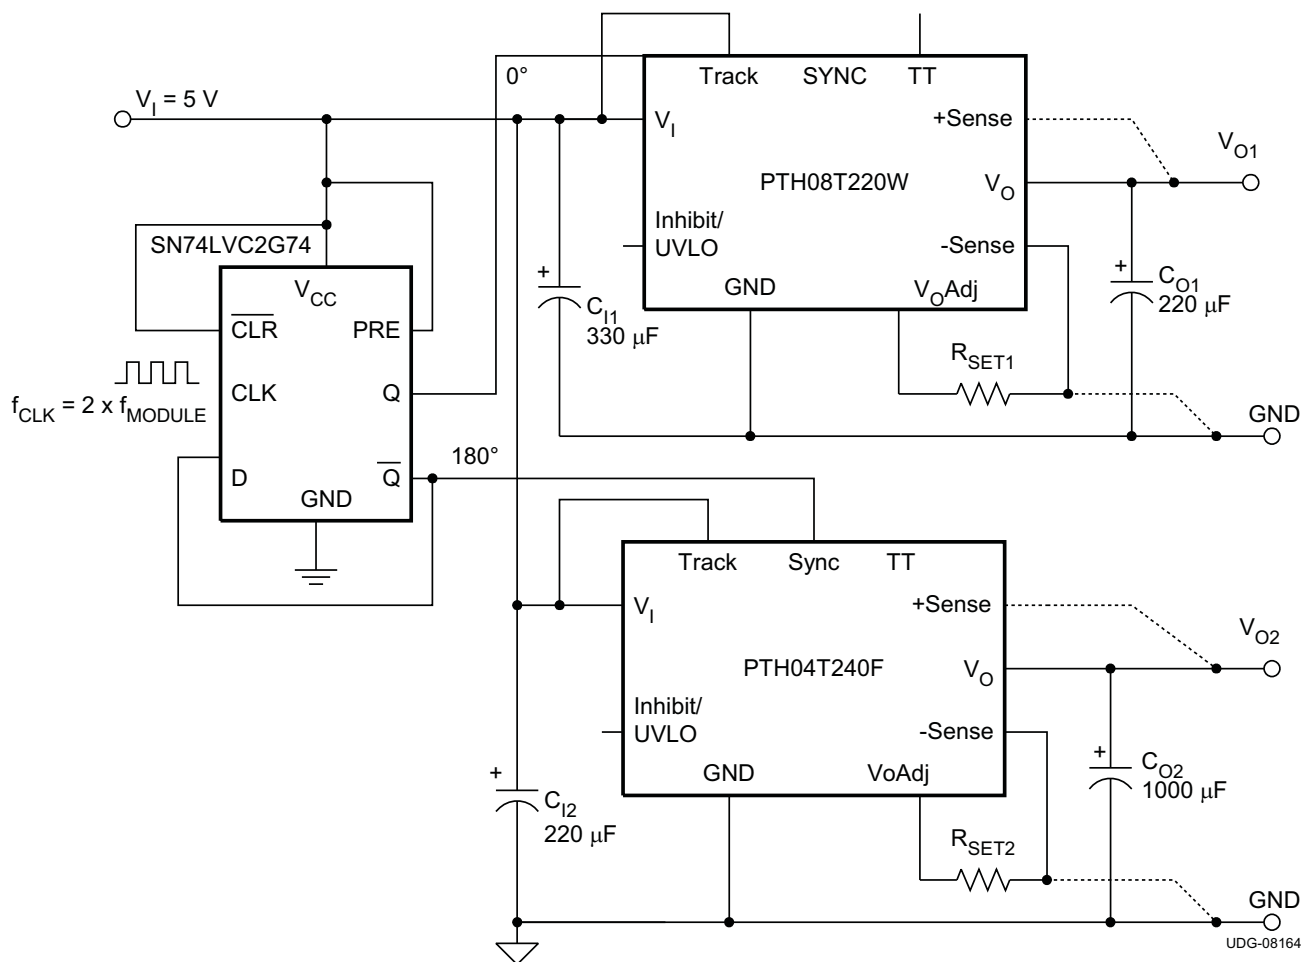 0°
Track
SYNC
TT
V_I = 5 V
V_I
+Sense
V_O1
PTH08T220W
V_O
Inhibit/
UVLO
-Sense
SN74LVC2G74
V_CC
GND
V_OAdj
+
C_I1
330 µF
+
C_O1
220 µF
CLR
PRE
R_SET1
CLK
Q
f_CLK = 2 x f_MODULE
GND
180°
D
Q
GND
Track
Sync
TT
V_I
+Sense
V_O2
PTH04T240F
V_O
Inhibit/
UVLO
-Sense
GND
VoAdj
+
C_I2
220 µF
+
C_O2
1000 µF
R_SET2
GND
UDG-08164